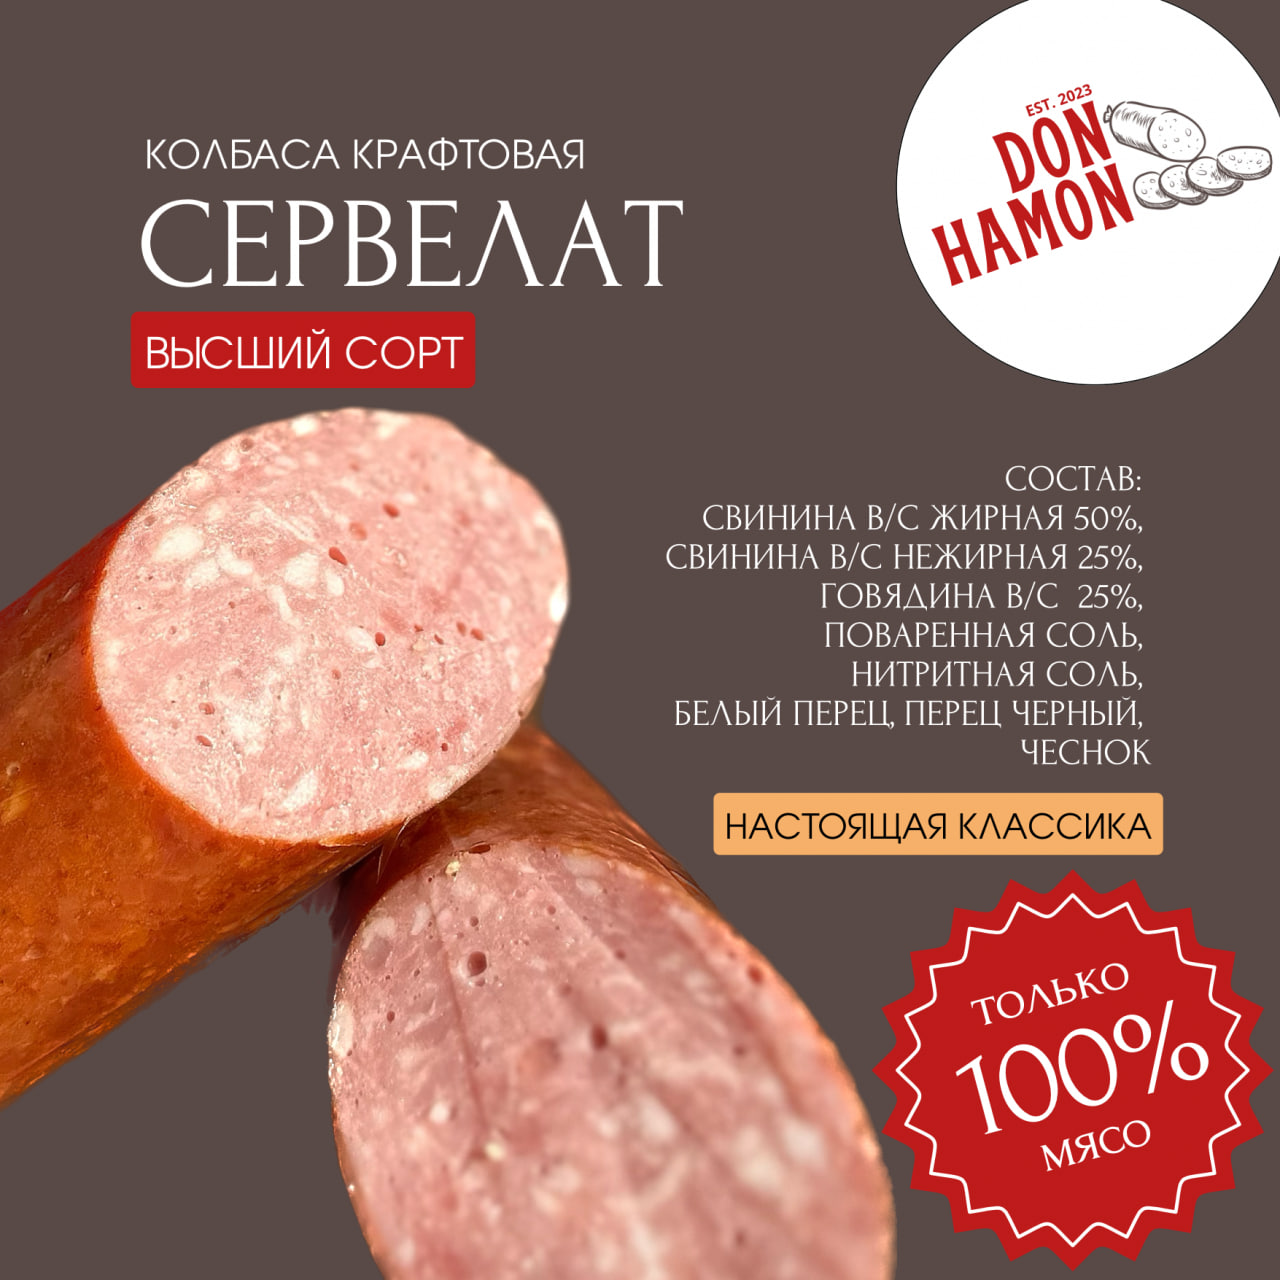 EST. 2023
DON
HAMON
КОЛБАСА КРАФТОВАЯ
СЕРВЕЛАТ
ВЫСШИЙ СОРТ
СОСТАВ:
СВИНИНА В/С ЖИРНАЯ 50%,
СВИНИНА В/С НЕЖИРНАЯ 25%,
ГОВЯДИНА В/С 25%,
ПОВАРЕННАЯ СОЛЬ,
НИТРИТНАЯ СОЛЬ,
БЕЛЫЙ ПЕРЕЦ, ПЕРЕЦ ЧЕРНЫЙ,
ЧЕСНОК
НАСТОЯЩАЯ КЛАССИКА
ТОЛЬКО
100%
МЯСО